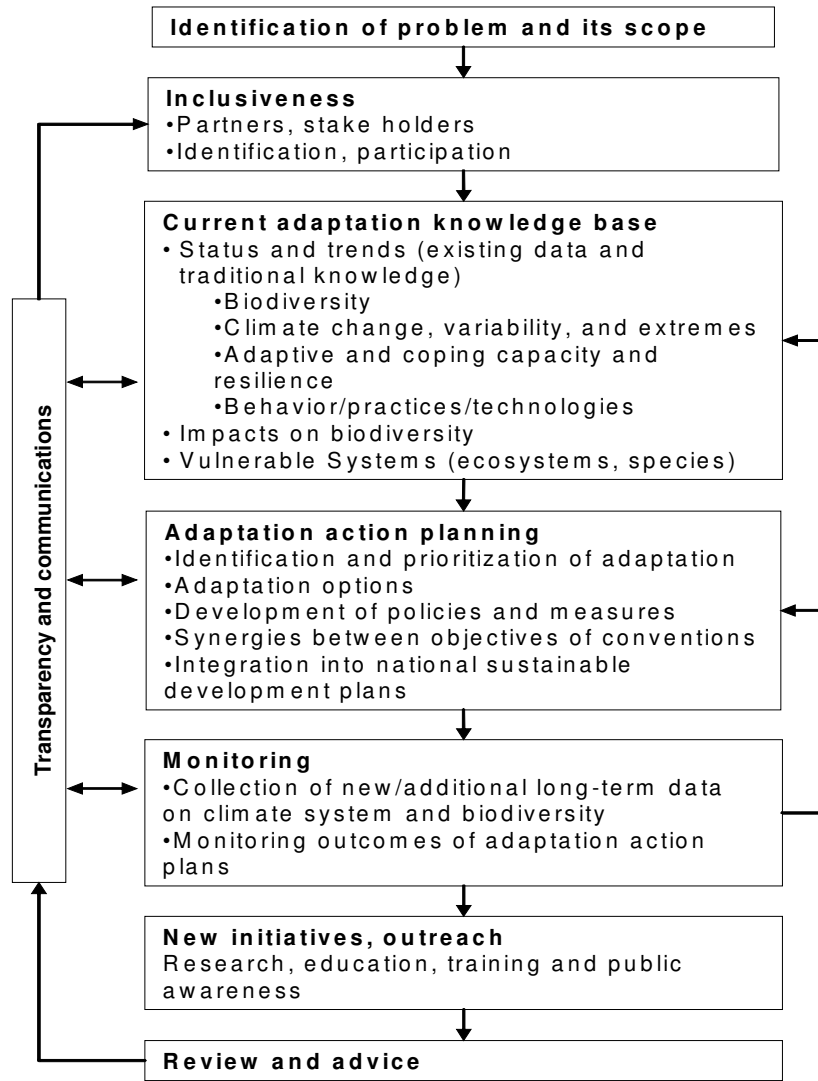 Identification of problem and its scope
Inclusiveness
•Partners, stake holders
•Identification, participation
Current adaptation knowledge base
• Status and trends (existing data and
traditional knowledge)
•Biodiversity
•Climate change, variability, and extremes
•Adaptive and coping capacity and
resilience
•Behavior/practices/technologies
• Impacts on biodiversity
• Vulnerable Systems (ecosystems, species)
Transparency and communications
Adaptation action planning
•Identification and prioritization of adaptation
•Adaptation options
•Development of policies and measures
•Synergies between objectives of conventions
•Integration into national sustainable
development plans
Monitoring
•Collection of new/additional long-term data
on climate system and biodiversity
•Monitoring outcomes of adaptation action
plans
New initiatives, outreach
Research, education, training and public
awareness
Review and advice